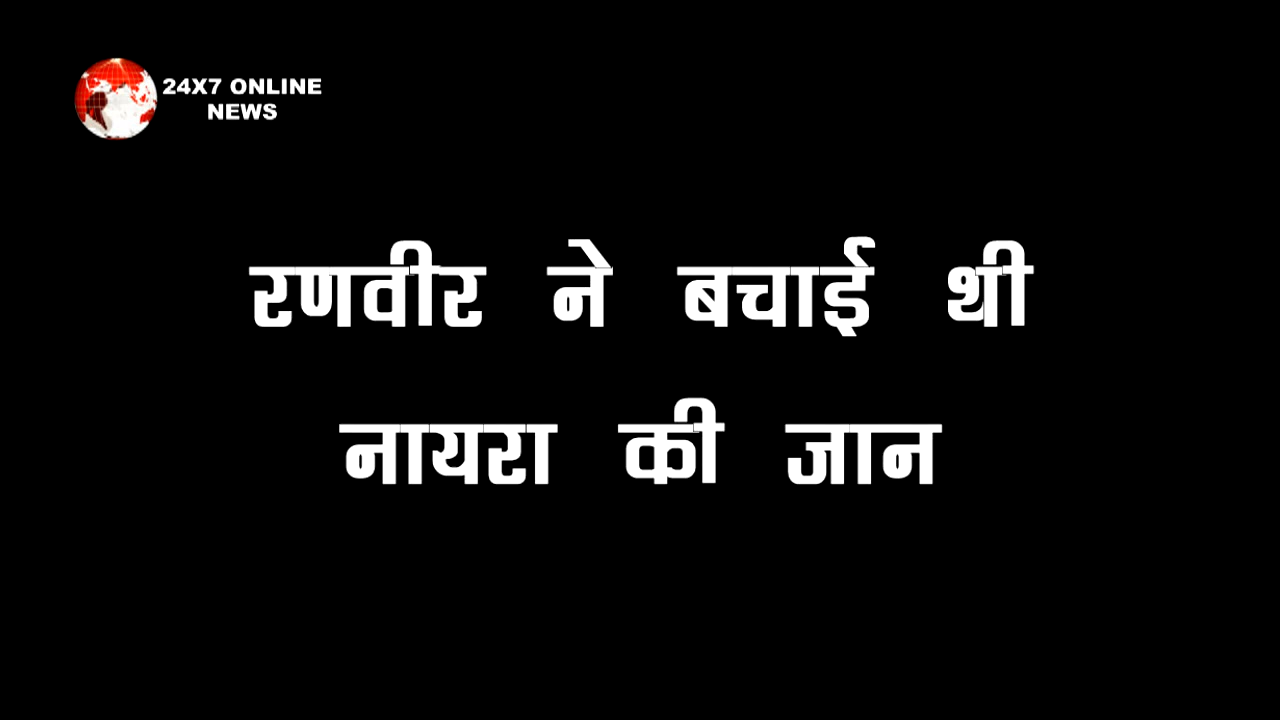 24X7 ONLINE
NEWS
रणवीर ने बचाई थी
नायरा की जान